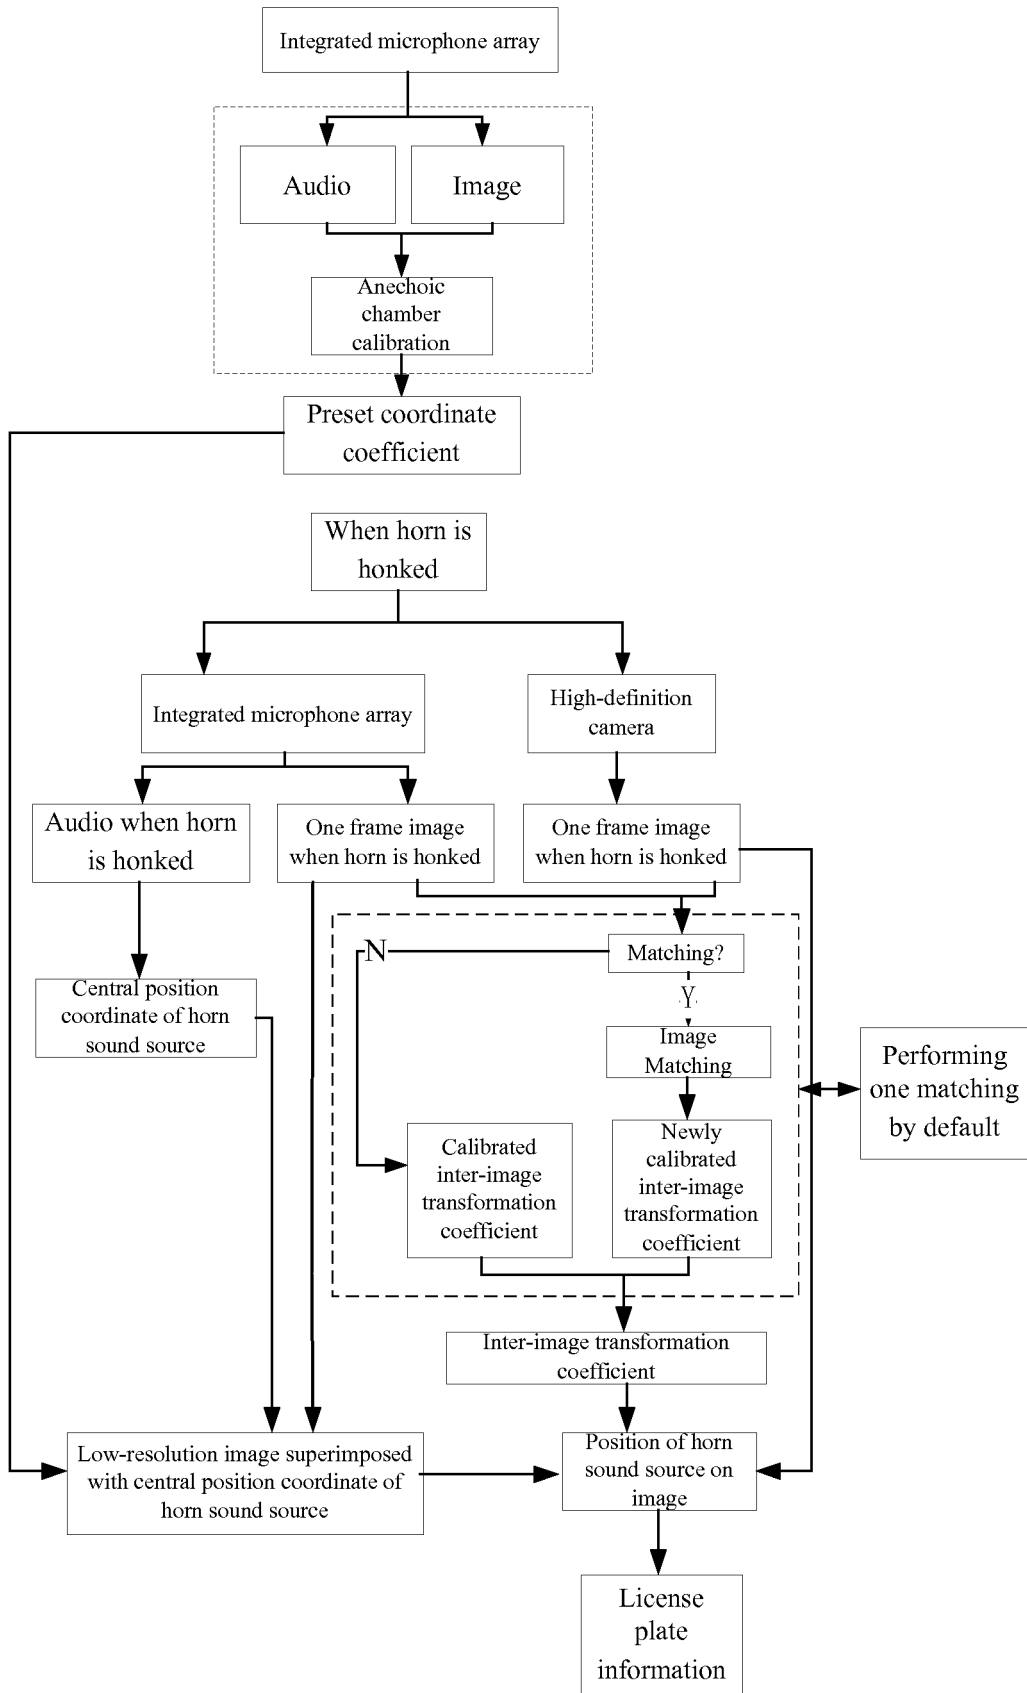 Integrated microphone array
Audio
Image
Anechoic
chamber
calibration
Preset coordinate
coefficient
When horn is
honked
Integrated microphone array
High-definition
camera
Audio when horn
is honked
One frame image
when horn is honked
One frame image
when horn is honked
N
Matching?
Y
Central position
coordinate of horn
sound source
Image
Matching
Performing
one matching
by default
Calibrated
inter-image
transformation
coefficient
Newly
calibrated
inter-image
transformation
coefficient
Inter-image transformation
coefficient
Low-resolution image superimposed
with central position coordinate of
horn sound source
Position of horn
sound source on
image
License
plate
information